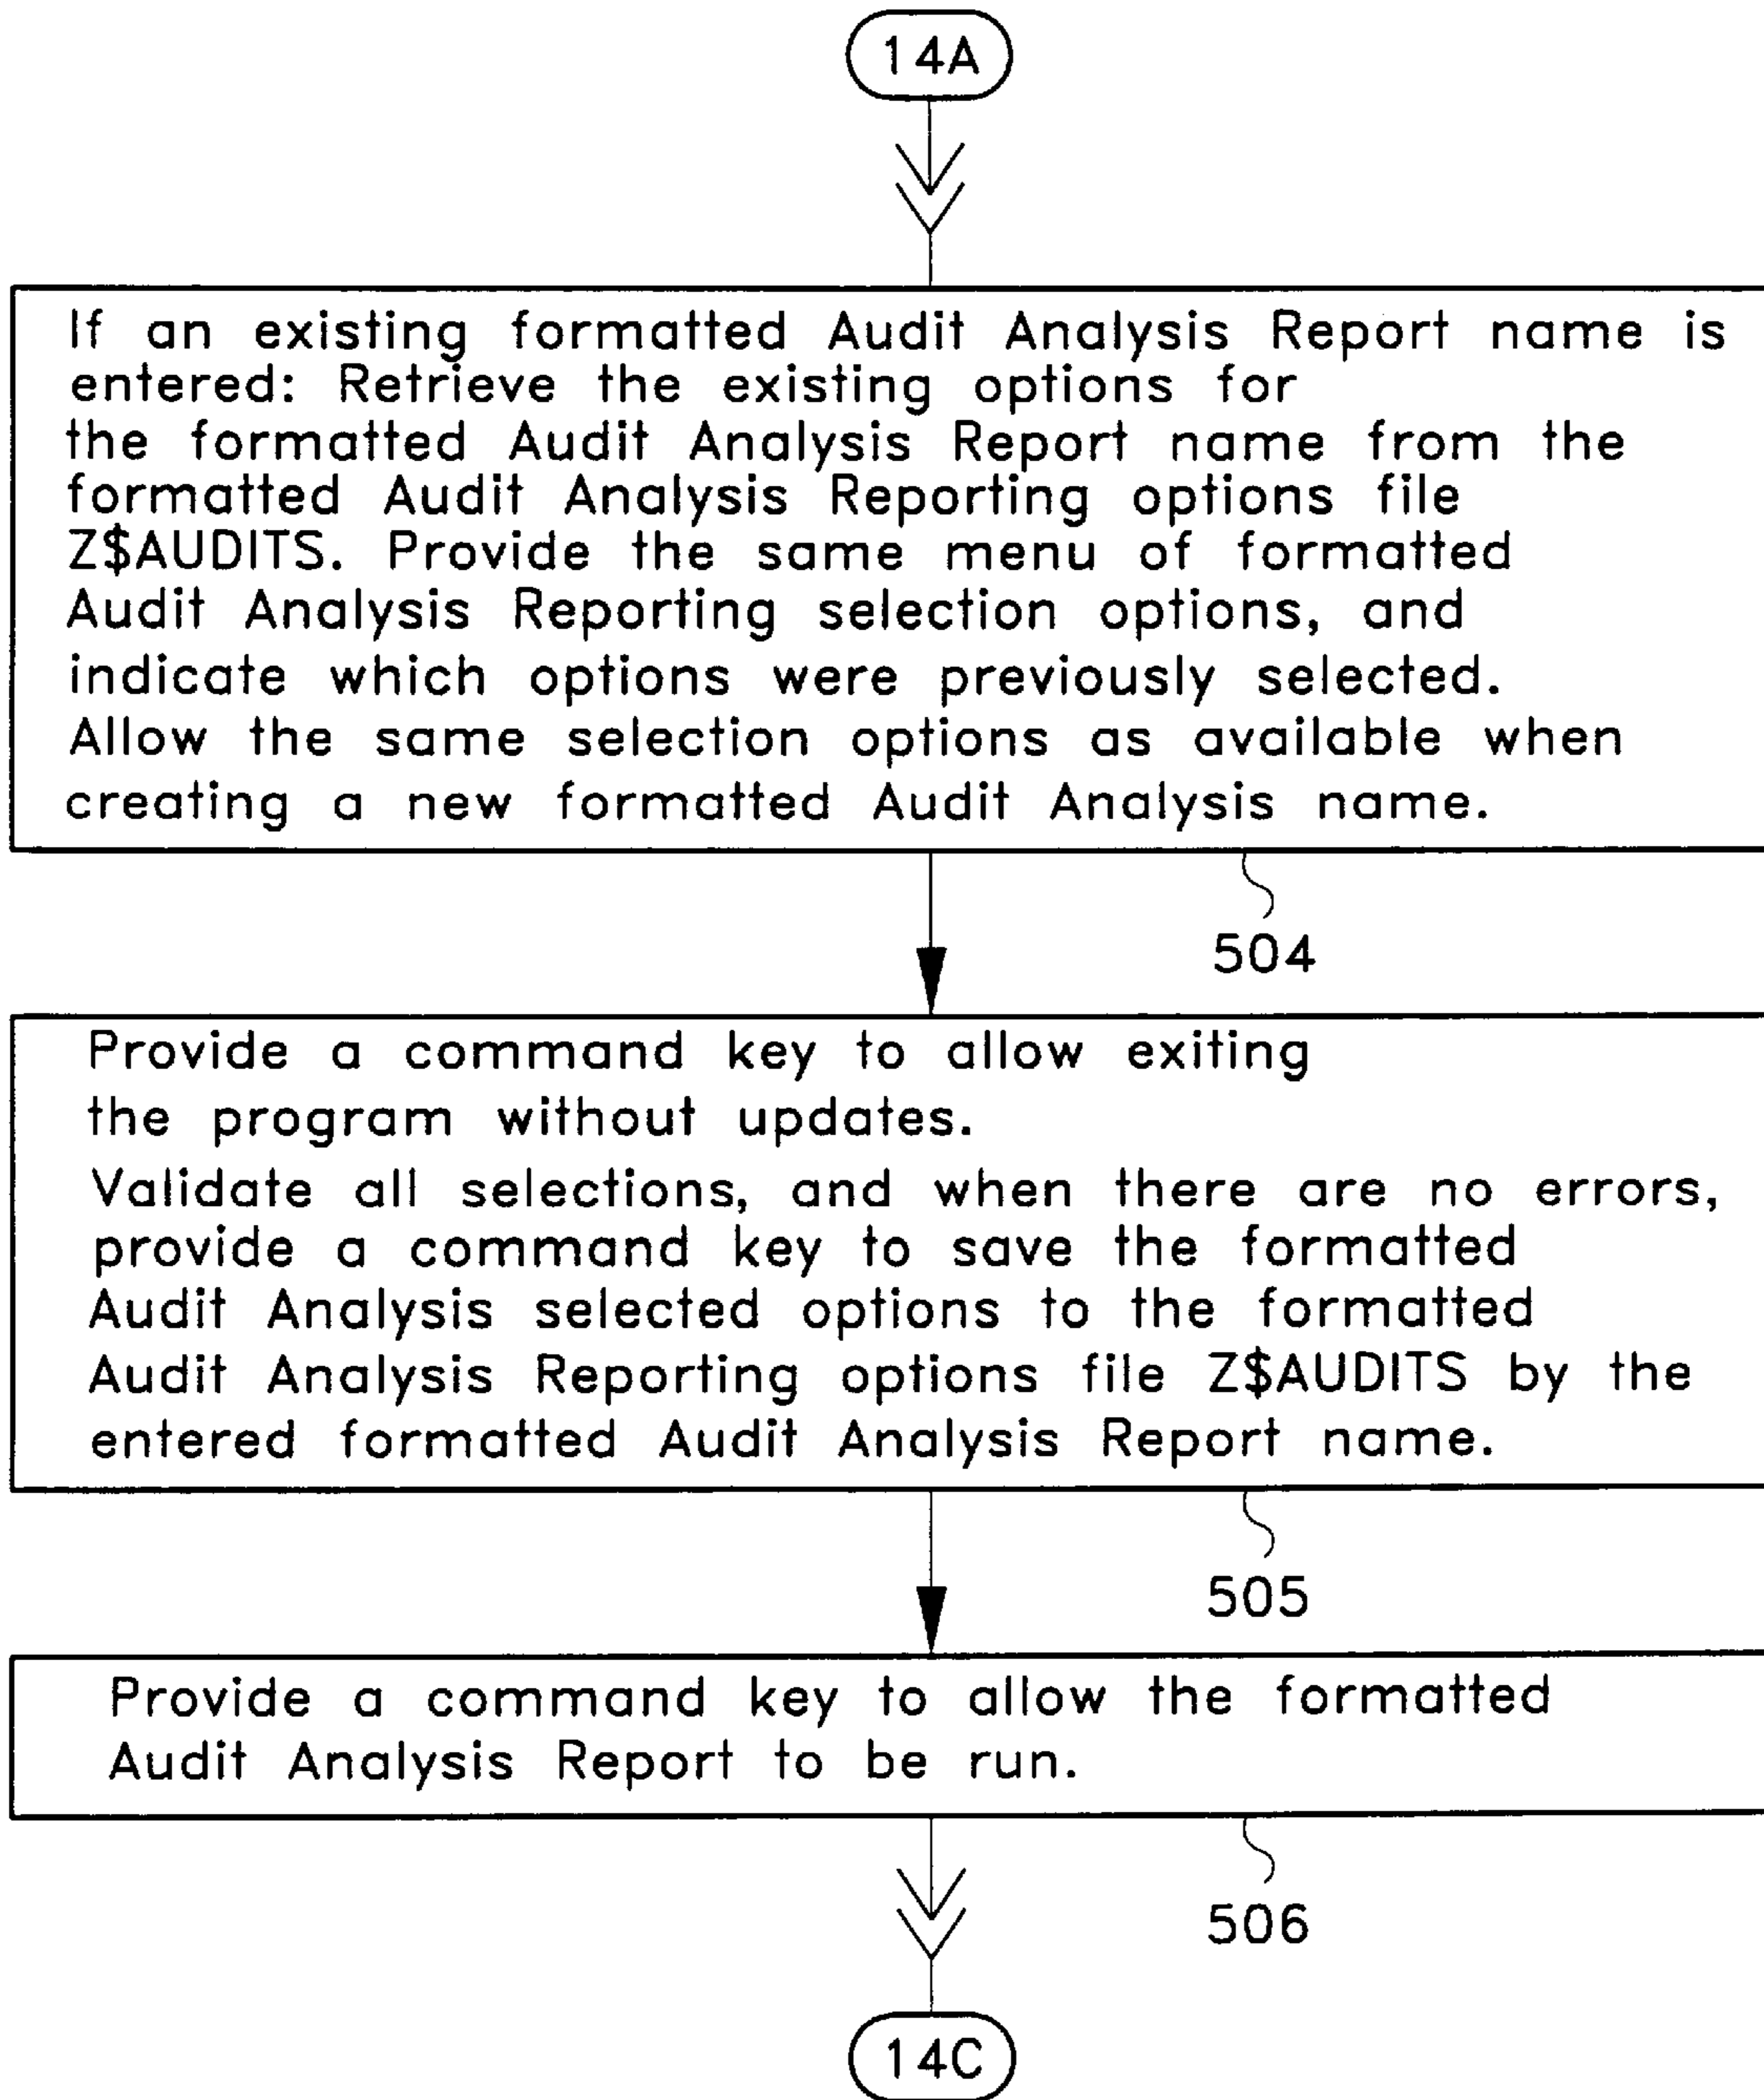 14A
If an existing formatted Audit Analysis Report name is
entered: Retrieve the existing options for
the formatted Audit Analysis Report name from the
formatted Audit Analysis Reporting options file
Z$AUDITS. Provide the same menu of formatted
Audit Analysis Reporting selection options, and
indicate which options were previously selected.
Allow the same selection options as available when
creating a new formatted Audit Analysis name.
504
Provide a command key to allow exiting
the program without updates.
Validate all selections, and when there are no errors,
provide a command key to save the formatted
Audit Analysis selected options to the formatted
Audit Analysis Reporting options file Z$AUDITS by the
entered formatted Audit Analysis Report name.
505
Provide a command key to allow the formatted
Audit Analysis Report to be run.
506
14C